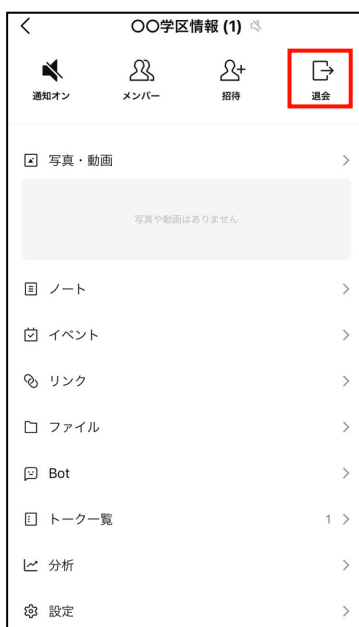 〇〇学区情報 (1)
通知オン メンバー 招待 退会
写真・動画
写真や動画はありません
ノート
イベント
リンク
ファイル
Bot
トーク一覧 1
分析
設定